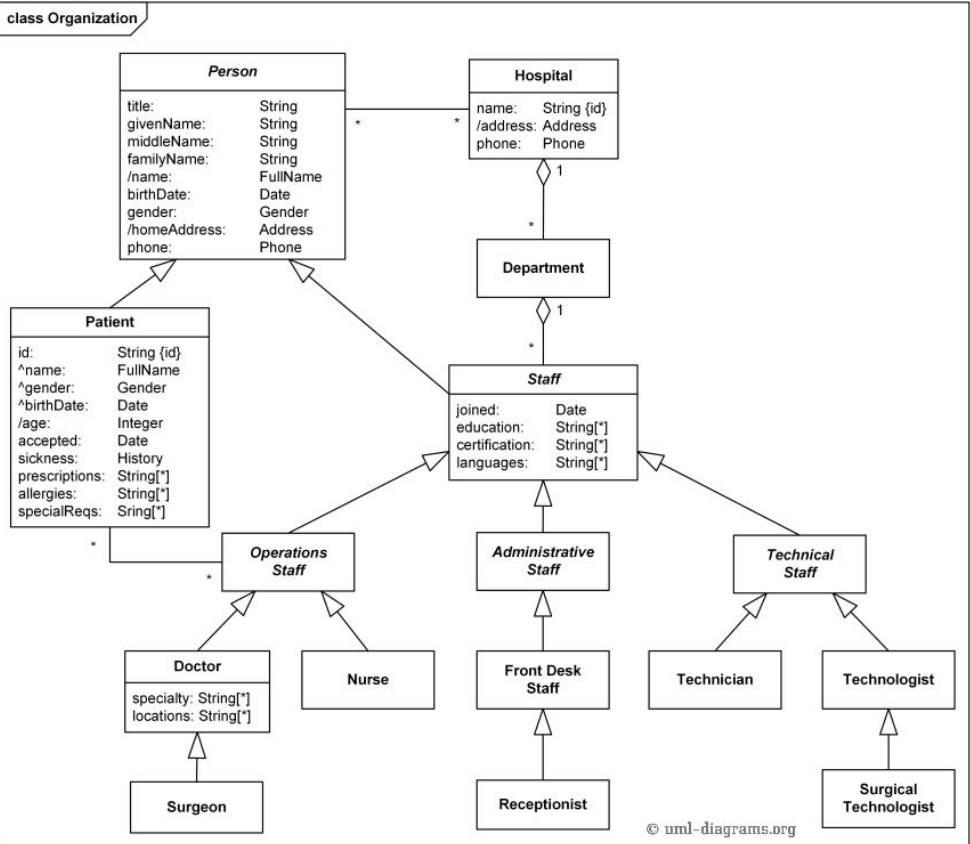 class Organization
Person
title: String
givenName: String
middleName: String
familyName: String
/name: FullName
birthDate: Date
gender: Gender
/homeAddress: Address
phone: Phone
* *
Hospital
name: String {id}
/address: Address
phone: Phone
1
*
Department
1
*
Patient
id: String {id}
^name: FullName
^gender: Gender
^birthDate: Date
/age: Integer
accepted: Date
sickness: History
prescriptions: String[*]
allergies: String[*]
specialReqs: Sring[*]
*
*
Staff
joined: Date
education: String[*]
certification: String[*]
languages: String[*]
Operations
Staff
Administrative
Staff
Technical
Staff
Doctor
specialty: String[*]
locations: String[*]
Nurse
Front Desk
Staff
Technician
Technologist
Surgeon
Receptionist
Surgical
Technologist
© uml-diagrams.org